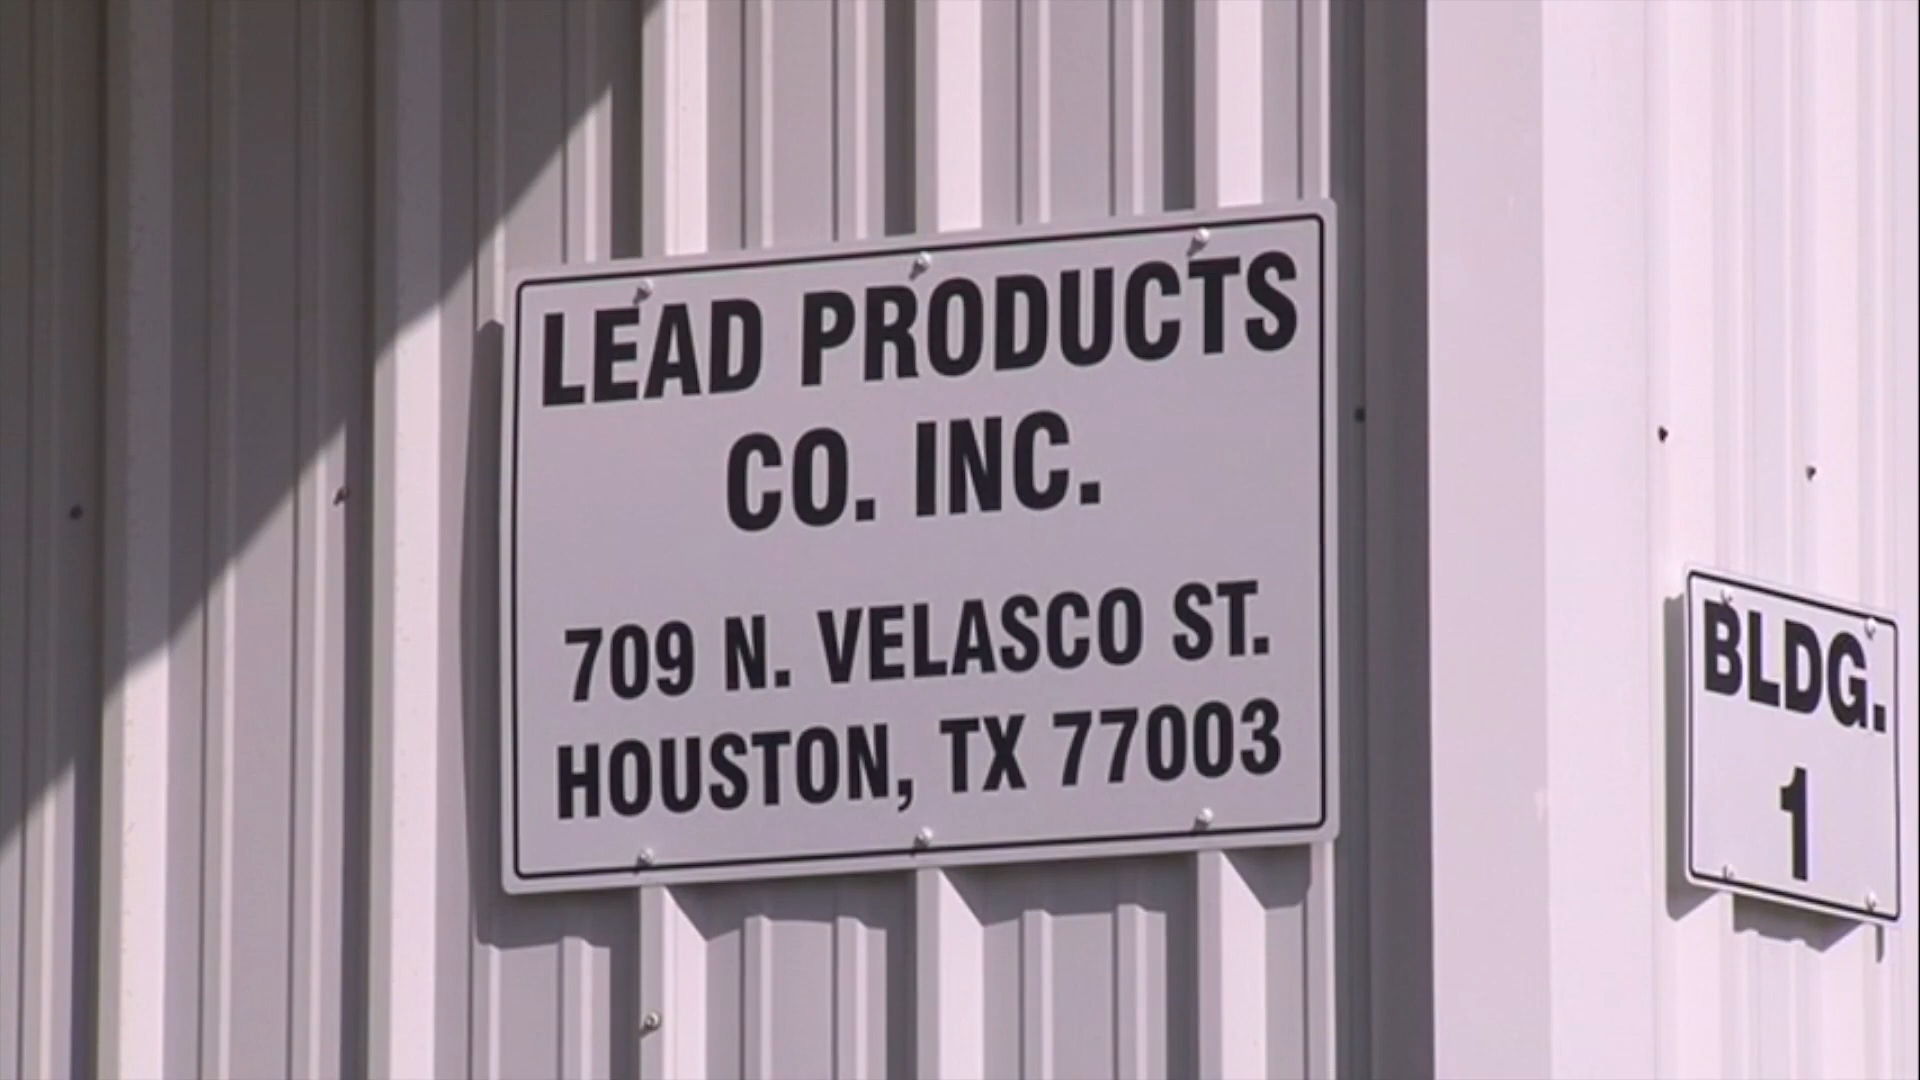 LEAD PRODUCTS
CO. INC.
709 N. VELASCO ST.
HOUSTON, TX 77003
BLDG.
1